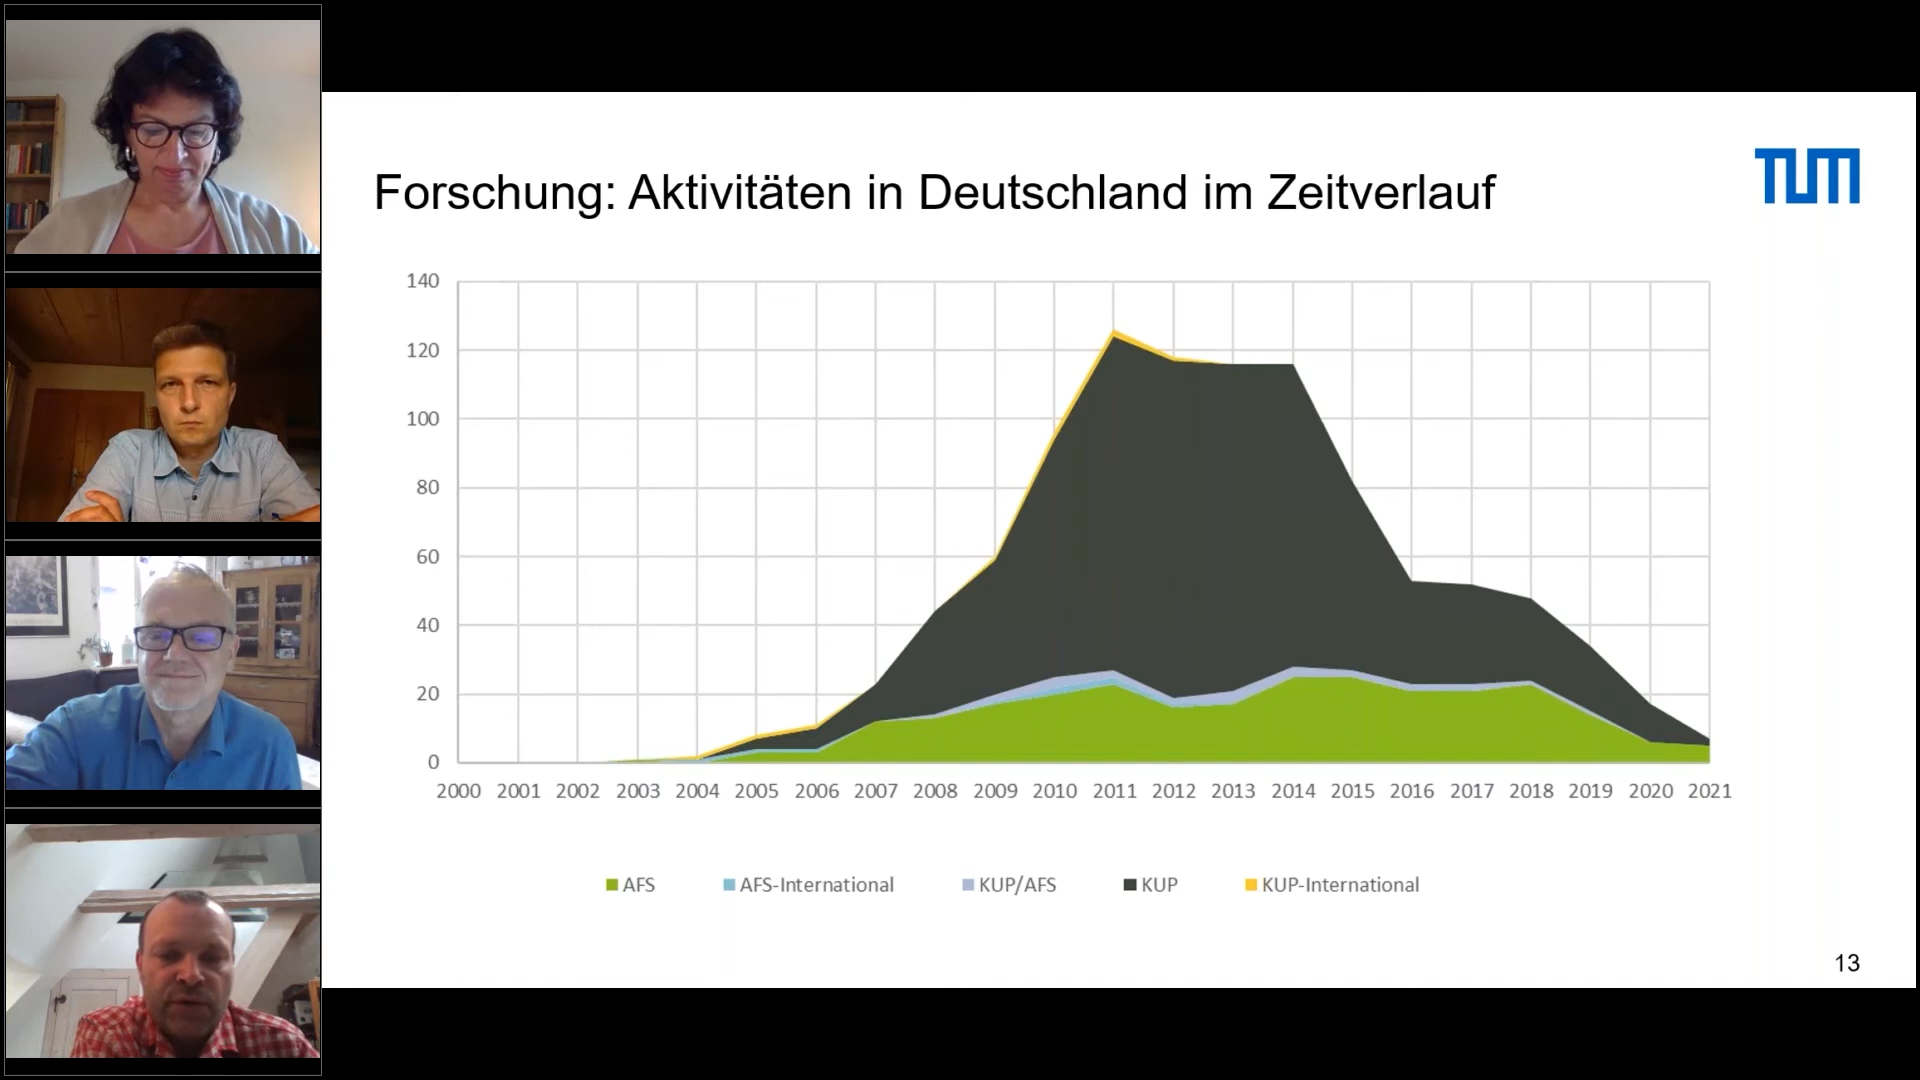 Forschung: Aktivitäten in Deutschland im Zeitverlauf
TUM
140
120
100
80
60
40
20
0
2000 2001 2002 2003 2004 2005 2006 2007 2008 2009 2010 2011 2012 2013 2014 2015 2016 2017 2018 2019 2020 2021
AFS AFS-International KUP/AFS KUP KUP-International
13